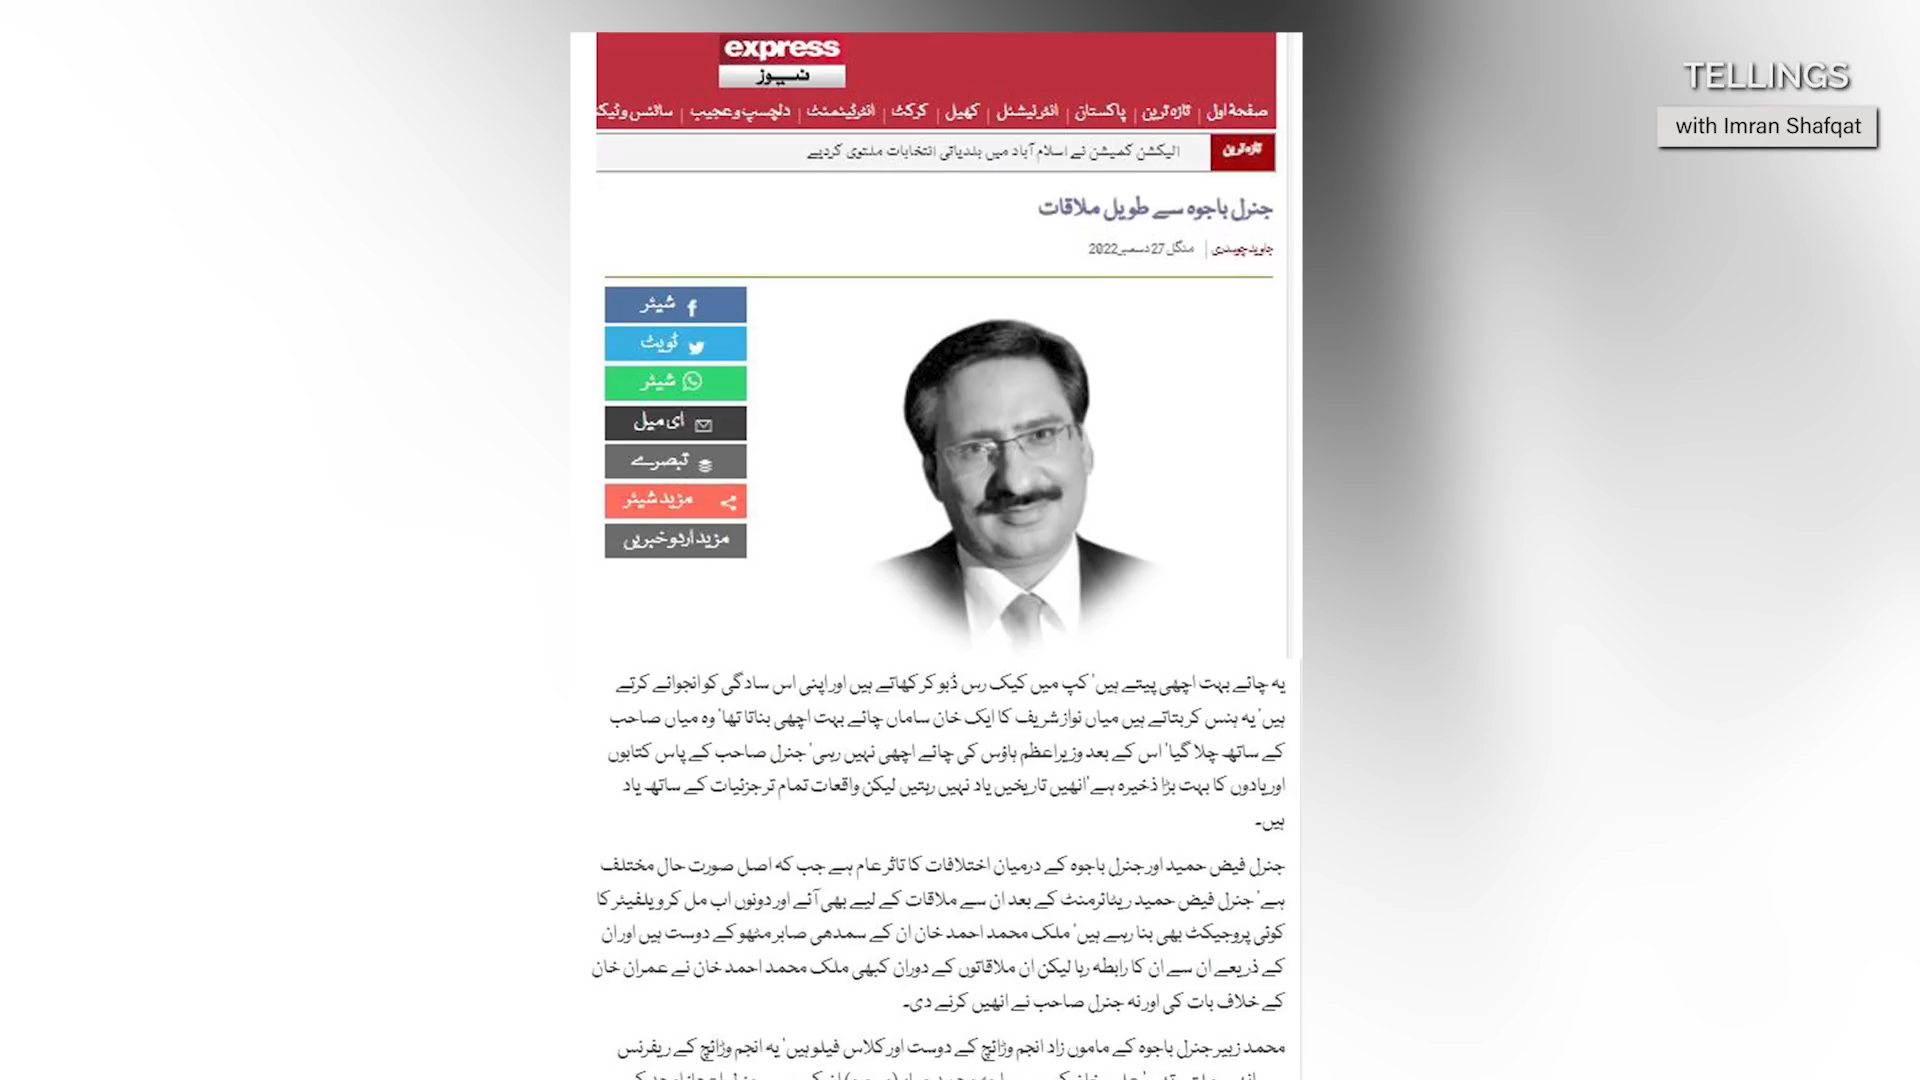 express
نیوز
TELLINGS
with Imran Shafqat
صفحۂ اول | تازہ ترین | پاکستان | انٹر نیشنل | کھیل | کرکٹ | انٹرٹینمنٹ | دلچسپ و عجیب | سائنس و ٹیک
تازہ ترین
الیکشن کمیشن نے اسلام آباد میں بلدیاتی انتخابات ملتوی کردیے
جنرل باجوہ سے طویل ملاقات
جاوید چوہدری | منگل 27 دسمبر 2022
شیئر
ٹویٹ
شیئر
ای میل
تبصرے
مزید شیئر
مزید اردو خبریں
یہ چائے بہت اچھی پیتے ہیں’ کپ میں کیک رس ڈبو کر کھاتے ہیں اور اپنی اس سادگی کو انجوائے کرتے
ہیں’ یہ ہنس کر بتاتے ہیں میاں نواز شریف کا ایک خان ساماں چائے بہت اچھی بناتا تھا’ وہ میاں صاحب
کے ساتھ چلا گیا’ اس کے بعد وزیراعظم ہاؤس کی چائے اچھی نہیں رہی’ جنرل صاحب کے پاس کتابوں
اور یادوں کا بہت بڑا ذخیرہ ہے’ انھیں تاریخیں یاد نہیں رہتیں لیکن واقعات تمام تر جزئیات کے ساتھ یاد
ہیں۔
جنرل فیض حمید اور جنرل باجوہ کے درمیان اختلافات کا تاثر عام ہے جب کہ اصل صورت حال مختلف
ہے’ جنرل فیض حمید ریٹائرمنٹ کے بعد ان سے ملاقات کے لیے بھی آئے اور دونوں اب مل کر ویلفیئر کا
کوئی پروجیکٹ بھی بنا رہے ہیں’ ملک محمد احمد خان ان کے سمدھی صابر مٹھو کے دوست ہیں اور ان
کے ذریعے ان سے ان کا رابطہ رہا لیکن ان ملاقاتوں کے دوران کبھی ملک محمد احمد خان نے عمران خان
کے خلاف بات کی اور نہ جنرل صاحب نے انھیں کرنے دی۔
محمد زبیر جنرل باجوہ کے ماموں زاد انجم وڑائچ کے دوست اور کلاس فیلو ہیں’ یہ انجم وڑائچ کے ریفرنس